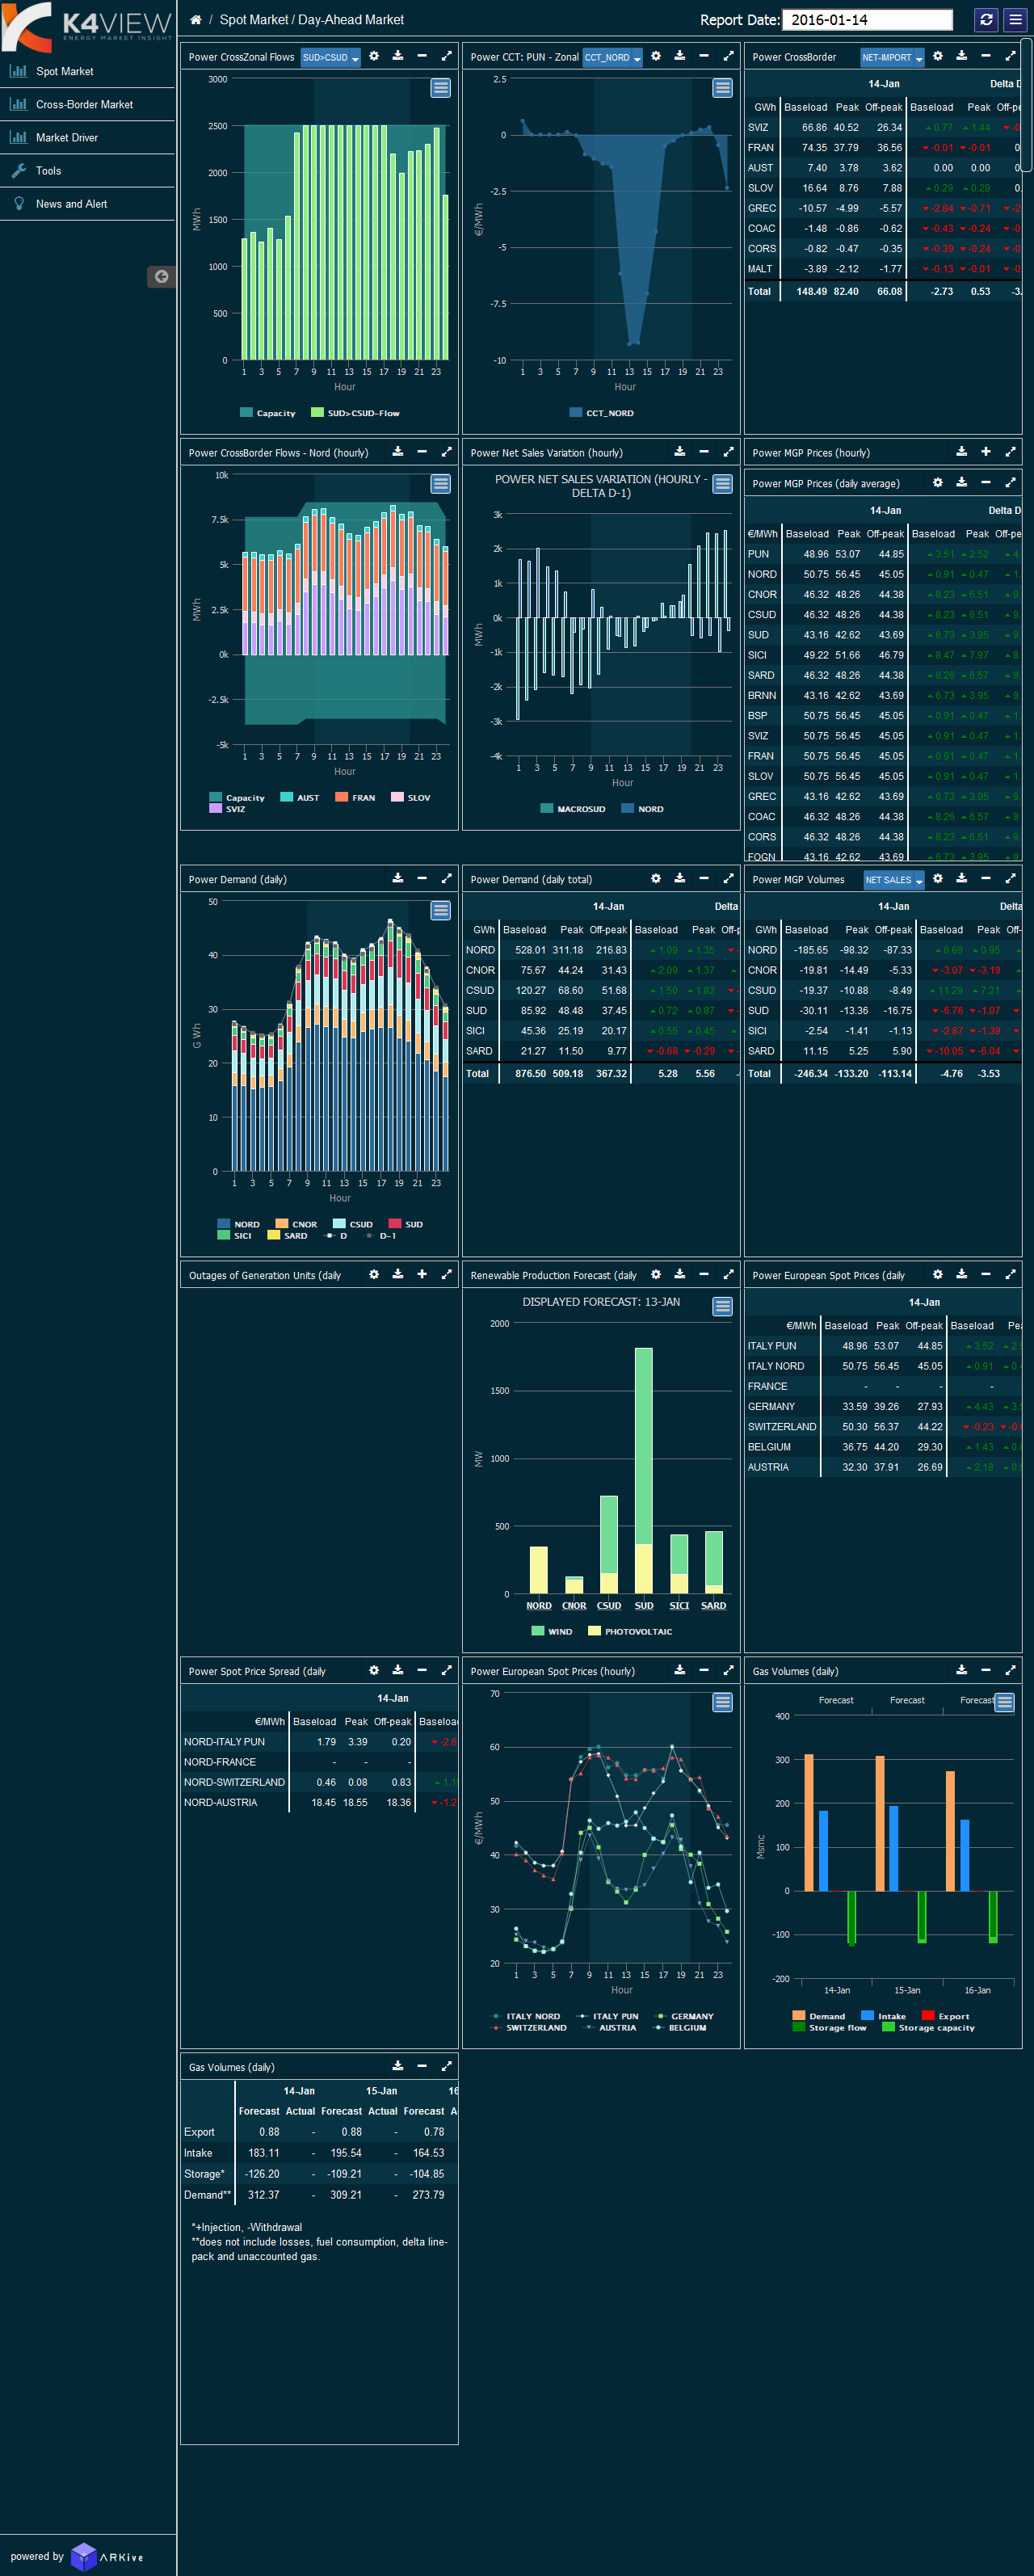 K4VIEW
ENERGY MARKET INSIGHT
Spot Market
Cross-Border Market
Market Driver
Tools
News and Alert
/ Spot Market / Day-Ahead Market
Report Date: 2016-01-14
Power CrossZonal Flows SUD>CSUD
3000
2500
2000
1500
1000
500
0
MWh
1 3 5 7 9 11 13 15 17 19 21 23
Hour
Capacity SUD>CSUD-Flow
Power CCT: PUN - Zonal CCT_NORD
2.5
0
-2.5
-5
-7.5
-10
€/MWh
1 3 5 7 9 11 13 15 17 19 21 23
Hour
CCT_NORD
Power CrossBorder NET-IMPORT
14-Jan Delta D
GWh Baseload Peak Off-peak Baseload Peak Off-p
SVIZ 66.86 40.52 26.34 0.77 1.44 -0
FRAN 74.35 37.79 36.56 -0.01 -0.01 0
AUST 7.40 3.78 3.62 0.00 0.00 0
SLOV 16.64 8.76 7.88 0.29 0.29 0.
GREC -10.57 -4.99 -5.57 -2.84 -0.71 -2
COAC -1.48 -0.86 -0.62 -0.43 -0.24 -0
CORS -0.82 -0.47 -0.35 -0.39 -0.24 -0
MALT -3.89 -2.12 -1.77 -0.13 -0.01 -0
Total 148.49 82.40 66.08 -2.73 0.53 -3.
Power CrossBorder Flows - Nord (hourly)
10k
7.5k
5k
2.5k
0k
-2.5k
-5k
MWh
1 3 5 7 9 11 13 15 17 19 21 23
Hour
Capacity AUST FRAN SLOV
SVIZ
Power Net Sales Variation (hourly)
POWER NET SALES VARIATION (HOURLY -
DELTA D-1)
3k
2k
1k
0k
-1k
-2k
-3k
-4k
MWh
1 3 5 7 9 11 13 15 17 19 21 23
Hour
MACROSUD NORD
Power MGP Prices (hourly)
Power MGP Prices (daily average)
14-Jan Delta D
€/MWh Baseload Peak Off-peak Baseload Peak Off-pe
PUN 48.96 53.07 44.85 3.51 2.52 4
NORD 50.75 56.45 45.05 0.91 0.47 1
CNOR 46.32 48.26 44.38 8.23 6.51 9
CSUD 46.32 48.26 44.38 8.23 6.51 9
SUD 43.16 42.62 43.69 6.73 3.95 9
SICI 49.22 51.66 46.79 8.47 7.97 8
SARD 46.32 48.26 44.38 8.26 6.57 9
BRNN 43.16 42.62 43.69 6.73 3.95 9
BSP 50.75 56.45 45.05 0.91 0.47 1
SVIZ 50.75 56.45 45.05 0.91 0.47 1
FRAN 50.75 56.45 45.05 0.91 0.47 1
SLOV 50.75 56.45 45.05 0.91 0.47 1
GREC 43.16 42.62 43.69 6.73 3.95 9
COAC 46.32 48.26 44.38 8.26 6.57 9
CORS 46.32 48.26 44.38 8.23 6.51 9
FOGN 43.16 42.62 43.69 6.73 3.95 9
Power Demand (daily)
50
40
30
20
10
0
G Wh
1 3 5 7 9 11 13 15 17 19 21 23
Hour
NORD CNOR CSUD SUD
SICI SARD D D-1
Power Demand (daily total)
14-Jan Delta
GWh Baseload Peak Off-peak Baseload Peak Off-p
NORD 528.01 311.18 216.83 1.09 1.35 -
CNOR 75.67 44.24 31.43 2.09 1.37
CSUD 120.27 68.60 51.68 1.50 1.82 -
SUD 85.92 48.48 37.45 0.72 0.87 -
SICI 45.36 25.19 20.17 0.55 0.45
SARD 21.27 11.50 9.77 -0.68 -0.29 -
Total 876.50 509.18 367.32 5.28 5.56 -
Power MGP Volumes NET SALES
14-Jan Delta
GWh Baseload Peak Off-peak Baseload Peak Off-
NORD -185.65 -98.32 -87.33 6.69 0.95
CNOR -19.81 -14.49 -5.33 -3.07 -3.19
CSUD -19.37 -10.88 -8.49 11.29 7.21
SUD -30.11 -13.36 -16.75 -6.76 -1.07
SICI -2.54 -1.41 -1.13 -2.87 -1.39
SARD 11.15 5.25 5.90 -10.05 -6.04
Total -246.34 -133.20 -113.14 -4.76 -3.53
Outages of Generation Units (daily
Renewable Production Forecast (daily
DISPLAYED FORECAST: 13-JAN
2000
1500
1000
500
0
MW
NORD CNOR CSUD SUD SICI SARD
WIND PHOTOVOLTAIC
Power European Spot Prices (daily
14-Jan
€/MWh Baseload Peak Off-peak Baseload Pea
ITALY PUN 48.96 53.07 44.85 3.52 2.
ITALY NORD 50.75 56.45 45.05 0.91 0.
FRANCE - - - -
GERMANY 33.59 39.26 27.93 4.43 3.
SWITZERLAND 50.30 56.37 44.22 -0.23 -0.
BELGIUM 36.75 44.20 29.30 1.43 0.
AUSTRIA 32.30 37.91 26.69 2.18 0.
Power Spot Price Spread (daily
14-Jan
€/MWh Baseload Peak Off-peak Baseloa
NORD-ITALY PUN 1.79 3.39 0.20 -2.6
NORD-FRANCE - - -
NORD-SWITZERLAND 0.46 0.08 0.83 1.1
NORD-AUSTRIA 18.45 18.55 18.36 -1.2
Power European Spot Prices (hourly)
70
60
50
40
30
20
€/MWh
1 3 5 7 9 11 13 15 17 19 21 23
Hour
ITALY NORD ITALY PUN GERMANY
SWITZERLAND AUSTRIA BELGIUM
Gas Volumes (daily)
Forecast Forecast Forecast
400
300
200
100
0
-100
-200
Msmc
14-Jan 15-Jan 16-Jan
Demand Intake Export
Storage flow Storage capacity
Gas Volumes (daily)
14-Jan 15-Jan 16
Forecast Actual Forecast Actual Forecast A
Export 0.88 - 0.88 - 0.78
Intake 183.11 - 195.54 - 164.53
Storage* -126.20 - -109.21 - -104.85
Demand** 312.37 - 309.21 - 273.79
*+Injection, -Withdrawal
**does not include losses, fuel consumption, delta line-
pack and unaccounted gas.
powered by ARKive